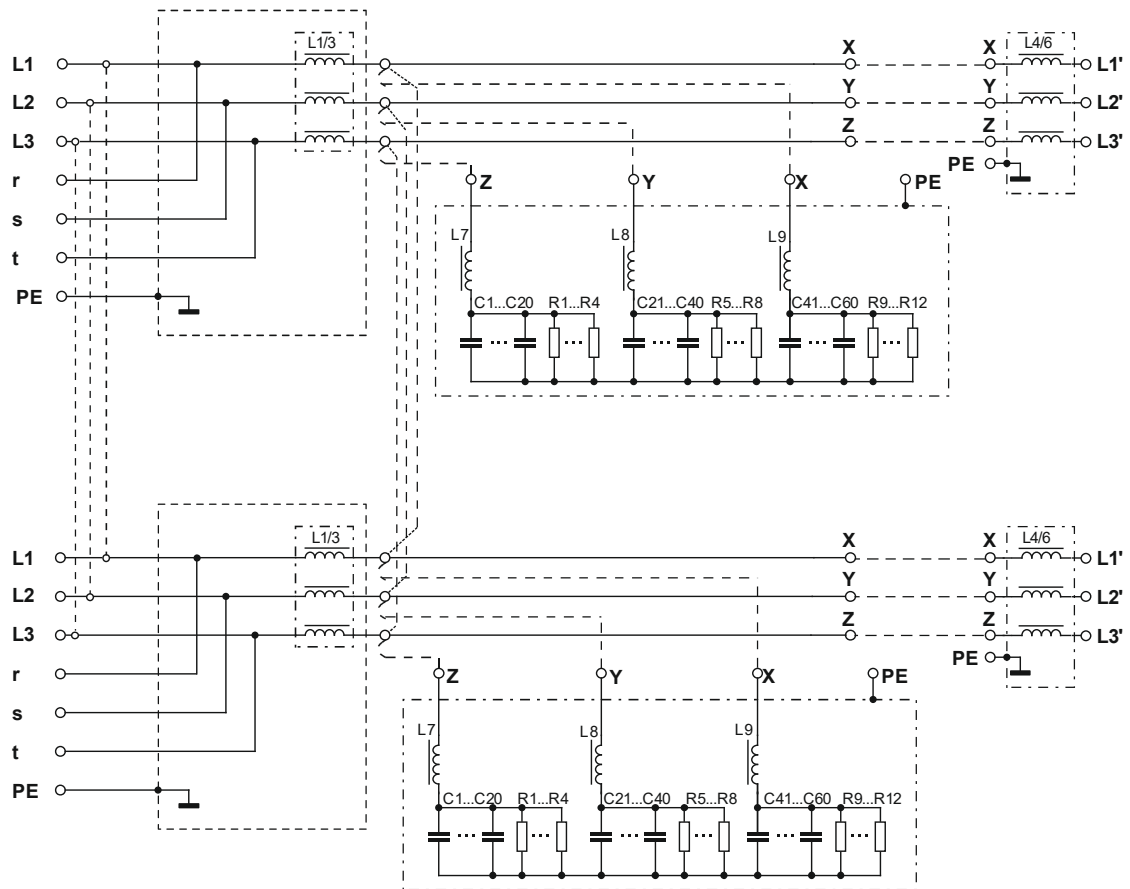 L1/3
X X L4/6
L1 L1'
Y Y
L2 L2'
Z Z
L3 L3'
PE
r Z Y X PE
s
L7 L8 L9
t
PE C1...C20 R1...R4 C21...C40 R5...R8 C41...C60 R9...R12
L1/3
X X L4/6
L1 L1'
Y Y
L2 L2'
Z Z
L3 L3'
PE
r Z Y X PE
s
L7 L8 L9
t
PE C1...C20 R1...R4 C21...C40 R5...R8 C41...C60 R9...R12